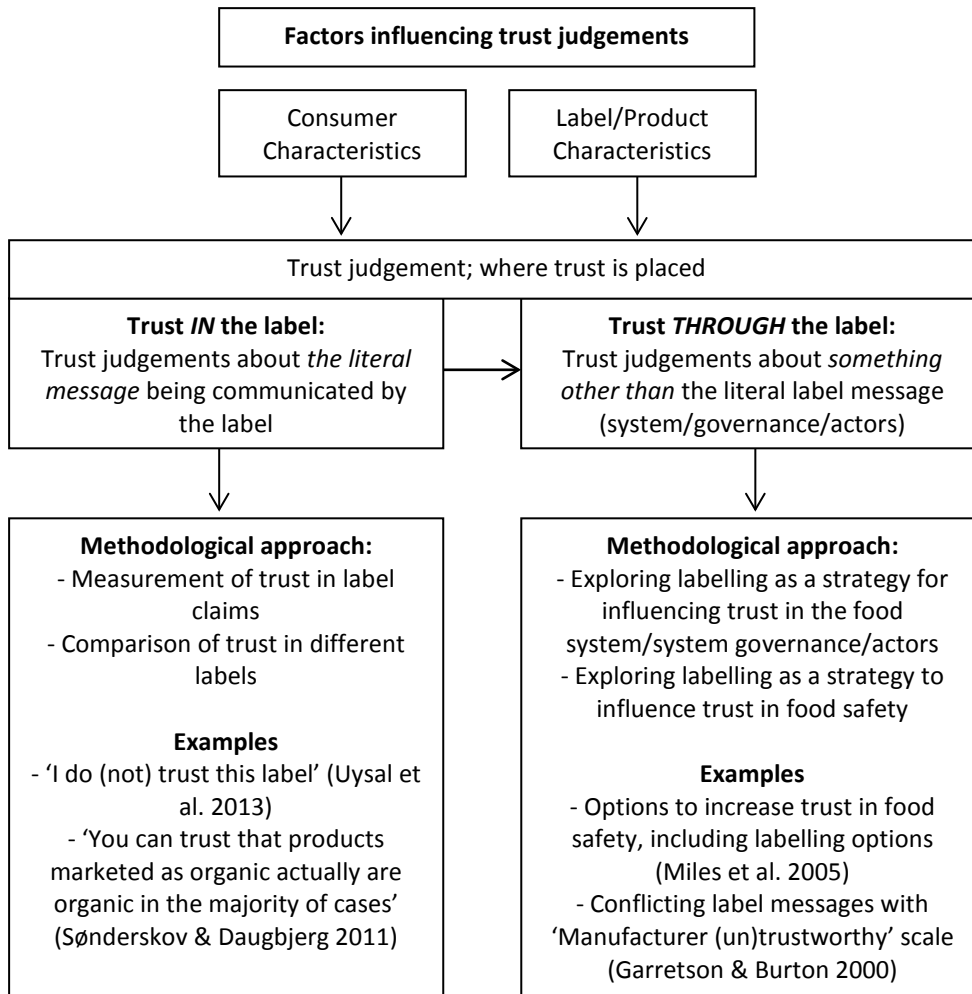 Factors influencing trust judgements
Consumer
Characteristics
Label/Product
Characteristics
Trust judgement; where trust is placed
Trust IN the label:
Trust judgements about the literal
message being communicated by
the label
Trust THROUGH the label:
Trust judgements about something
other than the literal label message
(system/governance/actors)
Methodological approach:
- Measurement of trust in label
claims
- Comparison of trust in different
labels
Examples
- ‘I do (not) trust this label’ (Uysal et
al. 2013)
- ‘You can trust that products
marketed as organic actually are
organic in the majority of cases’
(Sønderskov & Daugbjerg 2011)
Methodological approach:
- Exploring labelling as a strategy for
influencing trust in the food
system/system governance/actors
- Exploring labelling as a strategy to
influence trust in food safety
Examples
- Options to increase trust in food
safety, including labelling options
(Miles et al. 2005)
- Conflicting label messages with
‘Manufacturer (un)trustworthy’ scale
(Garretson & Burton 2000)